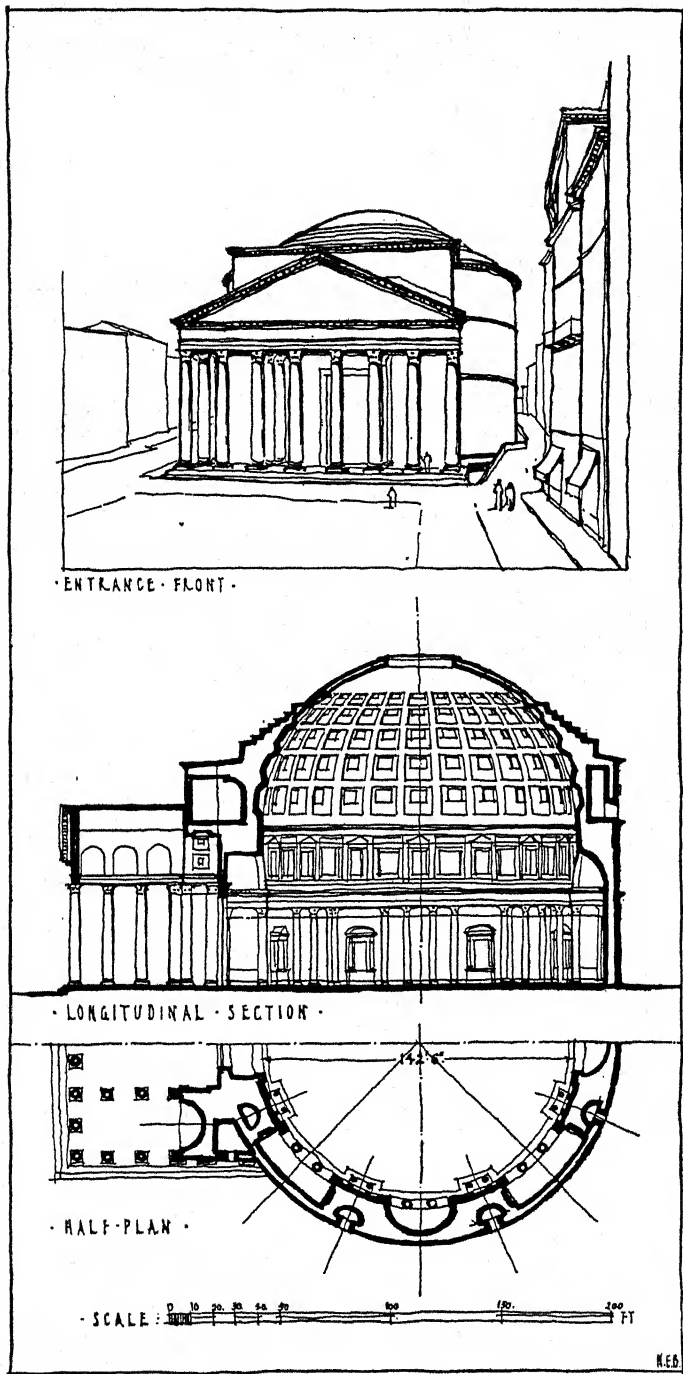 · ENTRANCE · FRONT ·
· LONGITUDINAL · SECTION ·
142'·6"
· HALF-PLAN ·
· SCALE : 0 10 20. 30. 40. 50 100 150. 200 FT
N.E.B.